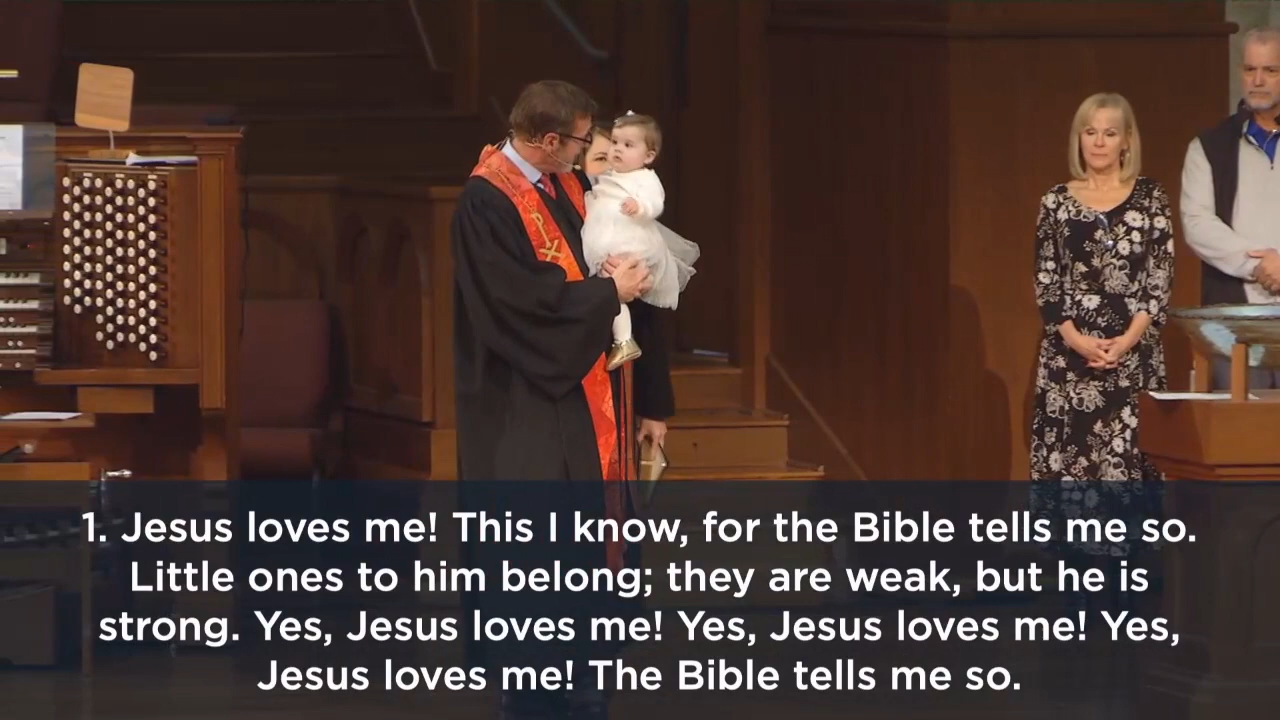 1. Jesus loves me! This I know, for the Bible tells me so.
Little ones to him belong; they are weak, but he is
strong. Yes, Jesus loves me! Yes, Jesus loves me! Yes,
Jesus loves me! The Bible tells me so.